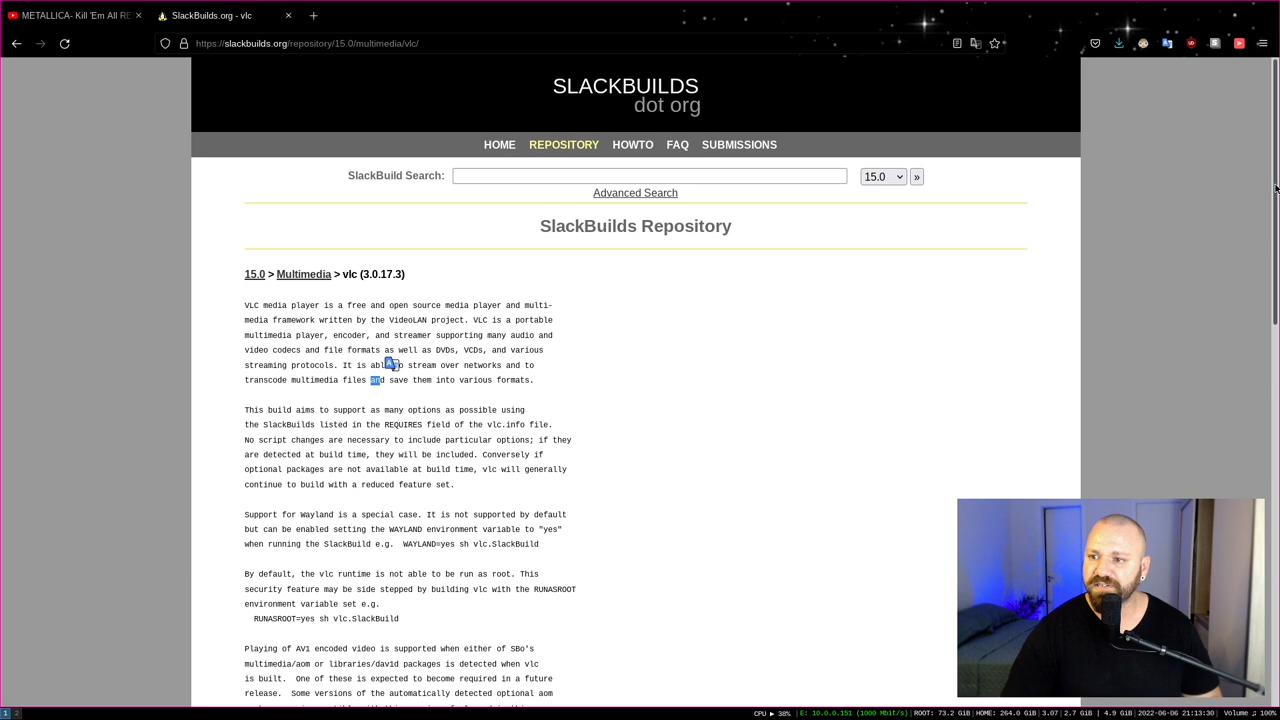 METALLICA- Kill 'Em All RE
SlackBuilds.org - vlc
https://slackbuilds.org/repository/15.0/multimedia/vlc/
SLACKBUILDS
dot org
HOME REPOSITORY HOWTO FAQ SUBMISSIONS
SlackBuild Search: 15.0 »
Advanced Search
SlackBuilds Repository
15.0 > Multimedia > vlc (3.0.17.3)
VLC media player is a free and open source media player and multi-
media framework written by the VideoLAN project. VLC is a portable
multimedia player, encoder, and streamer supporting many audio and
video codecs and file formats as well as DVDs, VCDs, and various
streaming protocols. It is able to stream over networks and to
transcode multimedia files and save them into various formats.
This build aims to support as many options as possible using
the SlackBuilds listed in the REQUIRES field of the vlc.info file.
No script changes are necessary to include particular options; if they
are detected at build time, they will be included. Conversely if
optional packages are not available at build time, vlc will generally
continue to build with a reduced feature set.
Support for Wayland is a special case. It is not supported by default
but can be enabled setting the WAYLAND environment variable to "yes"
when running the SlackBuild e.g.  WAYLAND=yes sh vlc.SlackBuild
By default, the vlc runtime is not able to be run as root. This
security feature may be side stepped by building vlc with the RUNASROOT
environment variable set e.g.
RUNASROOT=yes sh vlc.SlackBuild
Playing of AV1 encoded video is supported when either of SBo's
multimedia/aom or libraries/dav1d packages is detected when vlc
is built.  One of these is expected to become required in a future
release.  Some versions of the automatically detected optional aom
1 2 CPU ▶ 38% |E: 10.0.0.151 (1000 Mbit/s)| ROOT: 73.2 GiB | HOME: 264.0 GiB | 3.07 | 2.7 GiB | 4.9 GiB | 2022-06-06 21:13:30 | Volume ♫ 100%